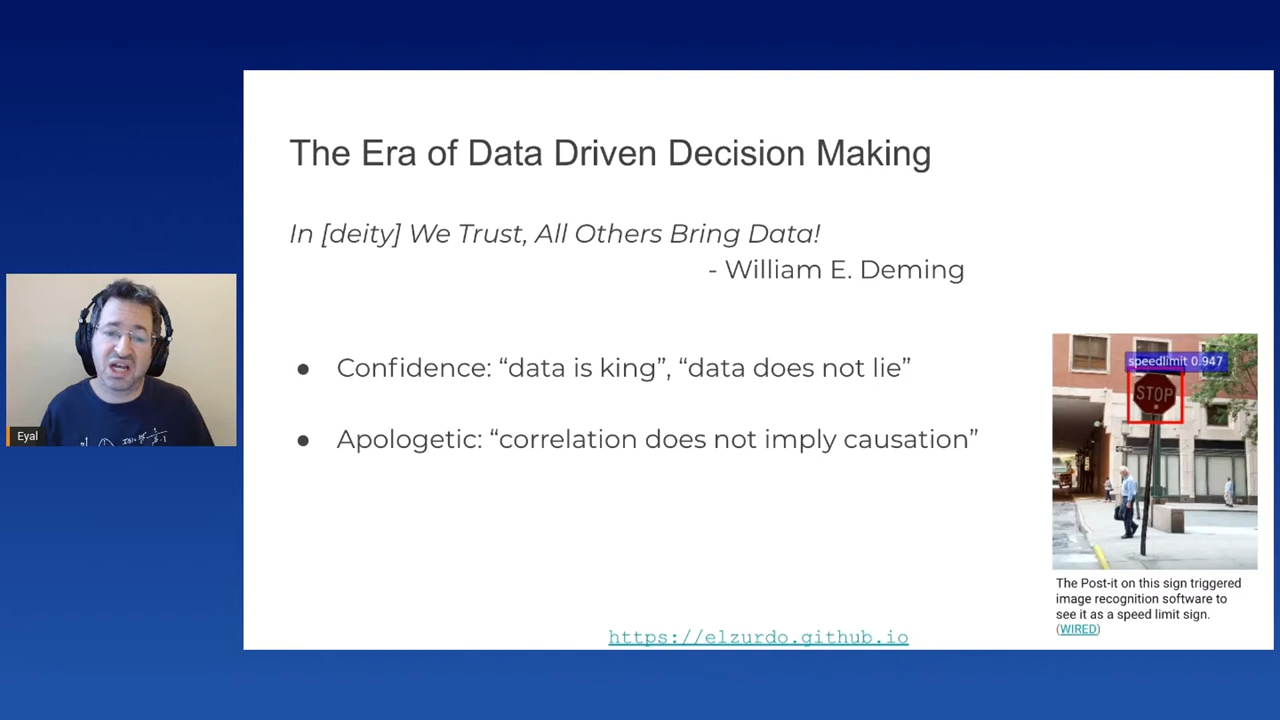 The Era of Data Driven Decision Making
In [deity] We Trust, All Others Bring Data!
- William E. Deming
● Confidence: “data is king”, “data does not lie”
● Apologetic: “correlation does not imply causation”
speedlimit 0.947
STOP
The Post-it on this sign triggered
image recognition software to
see it as a speed limit sign.
(WIRED)
https://elzurdo.github.io
Eyal